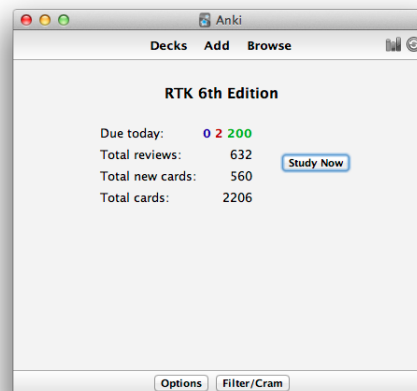 Anki
Decks Add Browse
RTK 6th Edition
Due today: 0 2 200
Total reviews: 632
Study Now
Total new cards: 560
Total cards: 2206
Options Filter/Cram